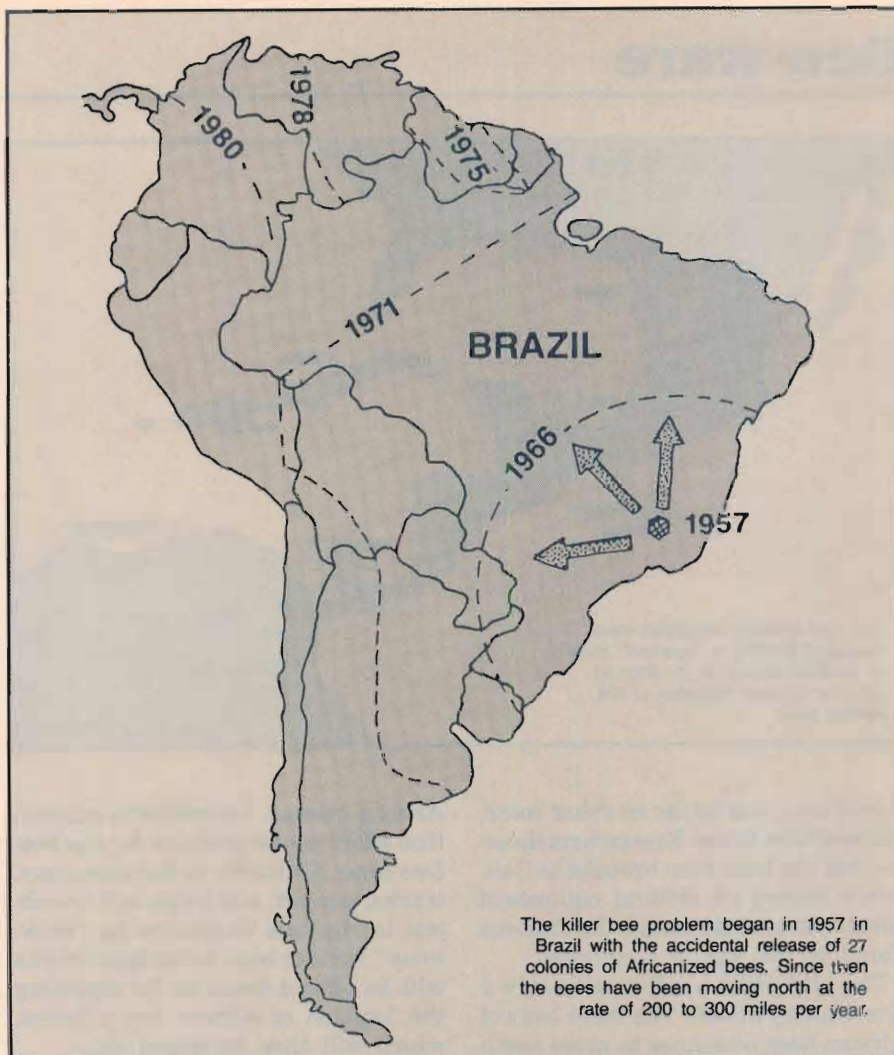 1978
1980
1975
1971
BRAZIL
1966
1957
The killer bee problem began in 1957 in
Brazil with the accidental release of 27
colonies of Africanized bees. Since then
the bees have been moving north at the
rate of 200 to 300 miles per year.